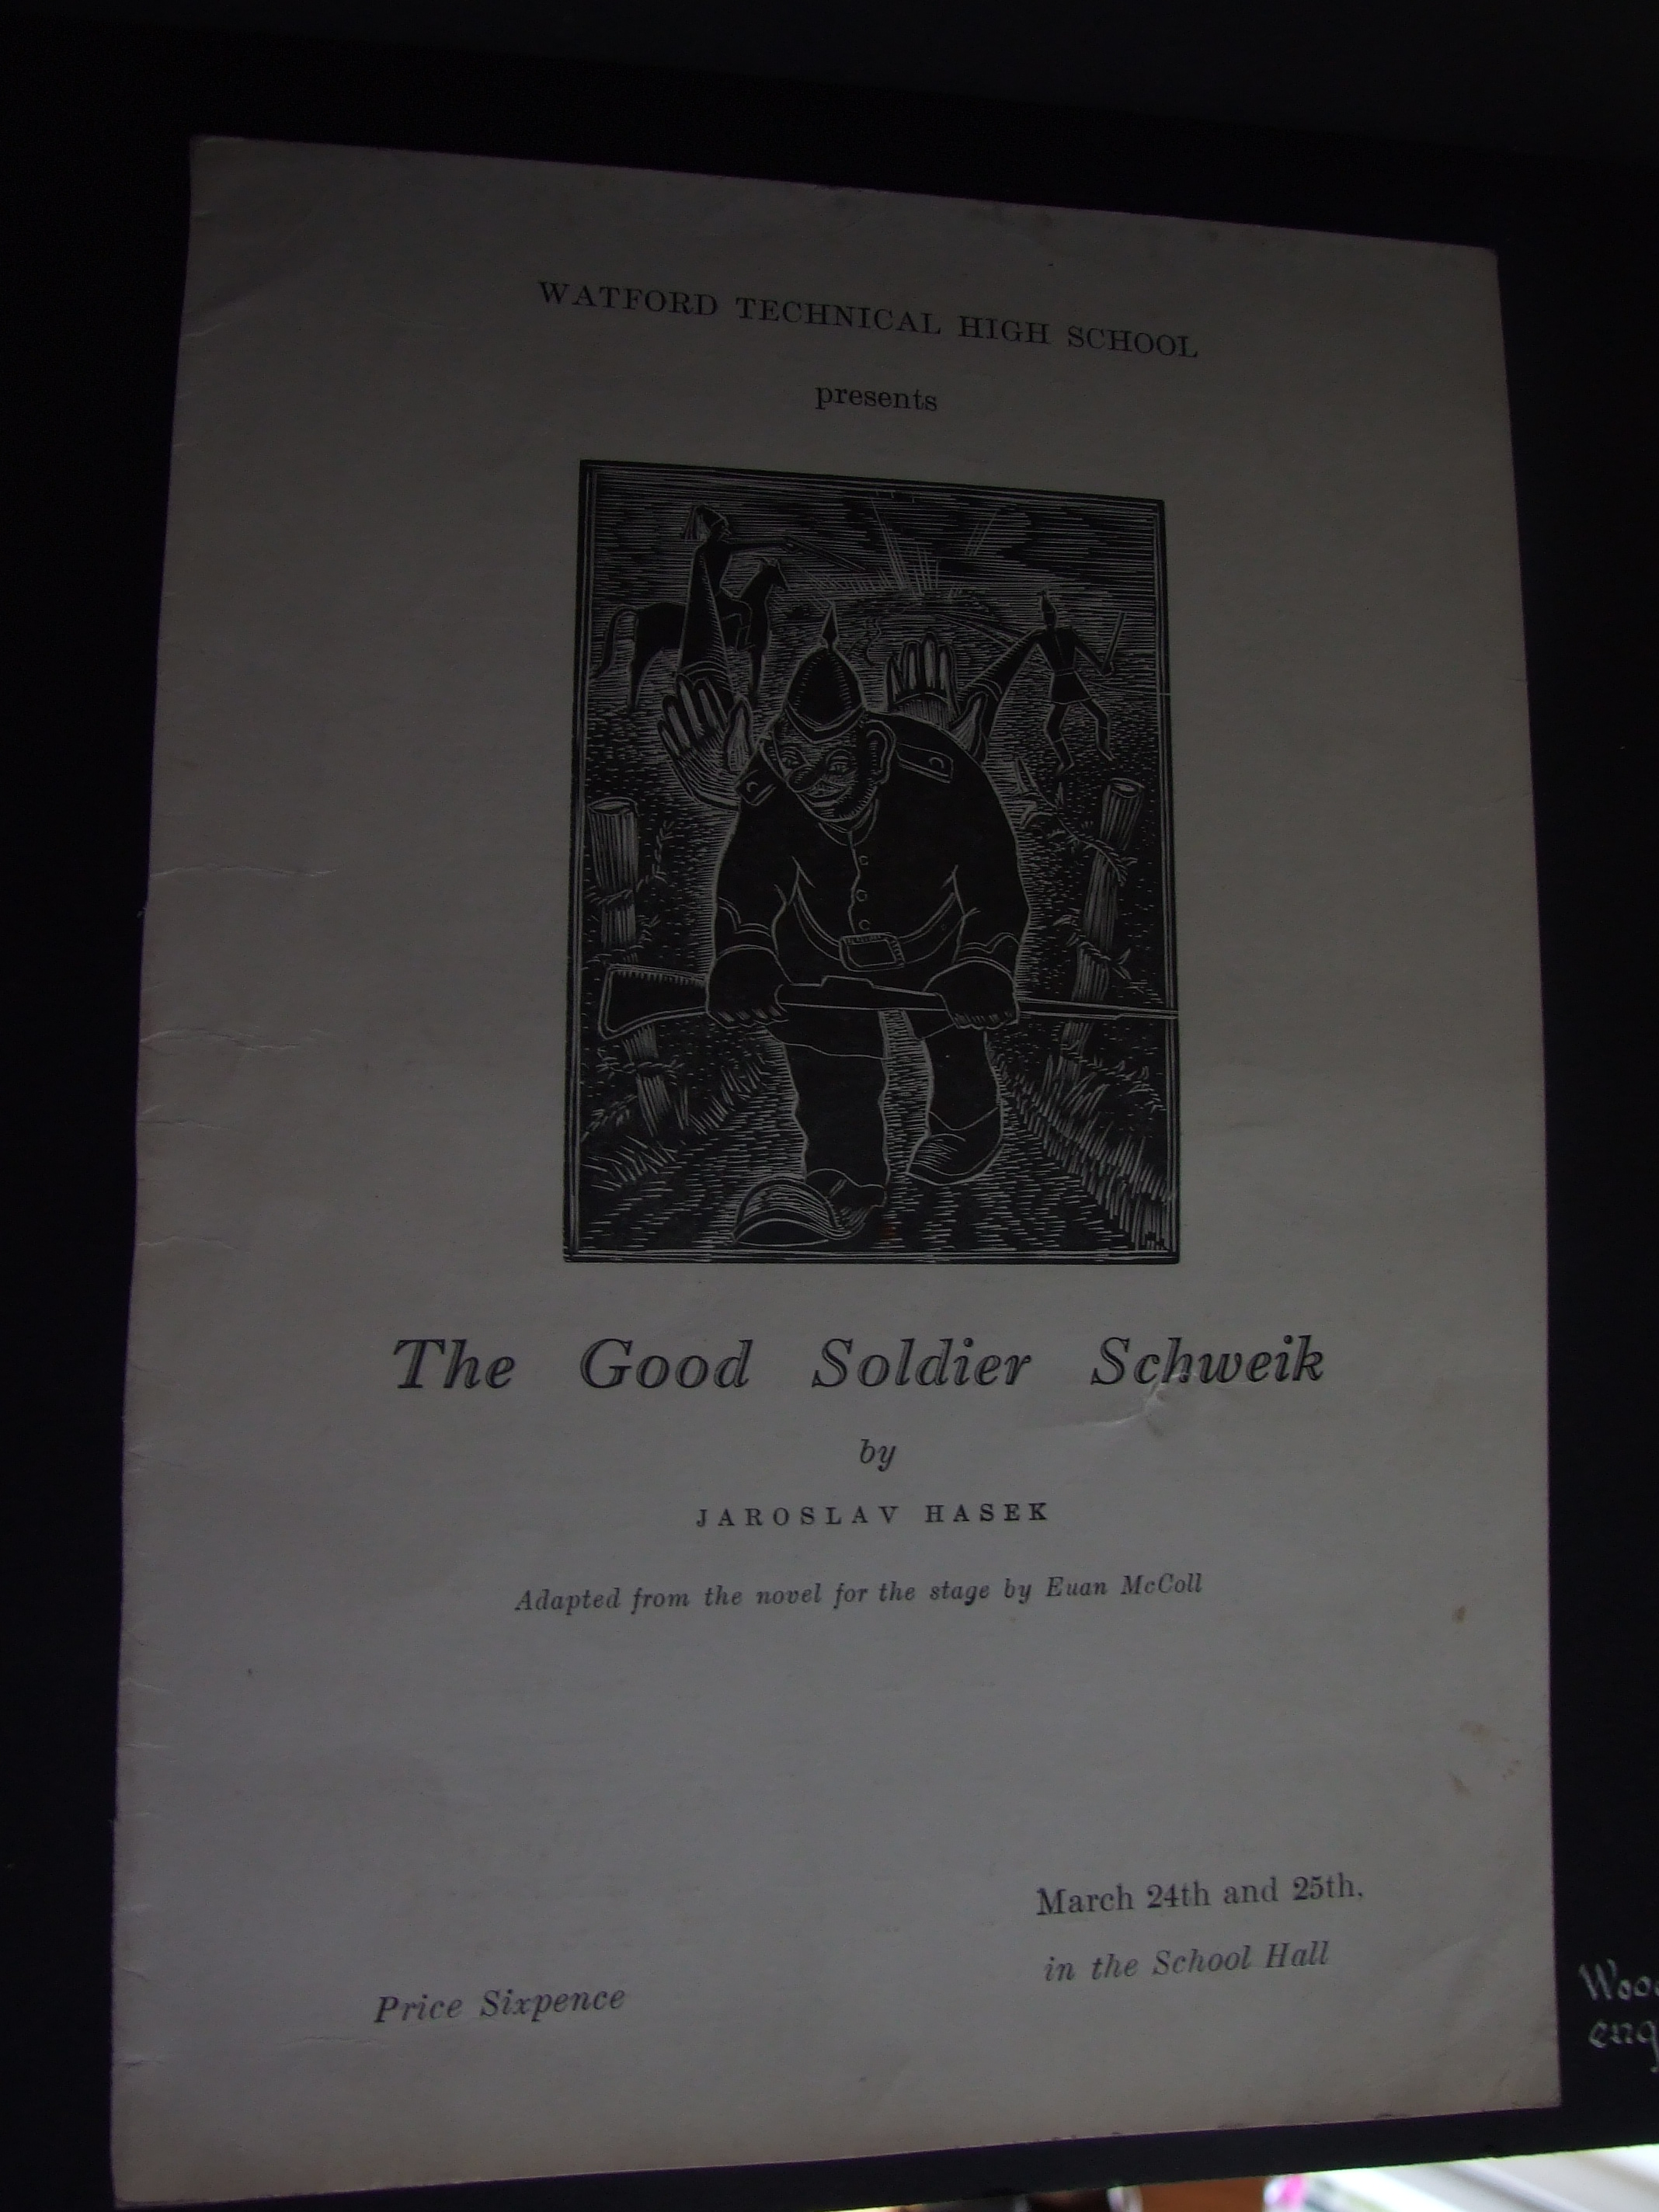 WATFORD TECHNICAL HIGH SCHOOL
presents
The Good Soldier Schweik
by
JAROSLAV HASEK
Adapted from the novel for the stage by Euan McColl
March 24th and 25th,
in the School Hall
Price Sixpence